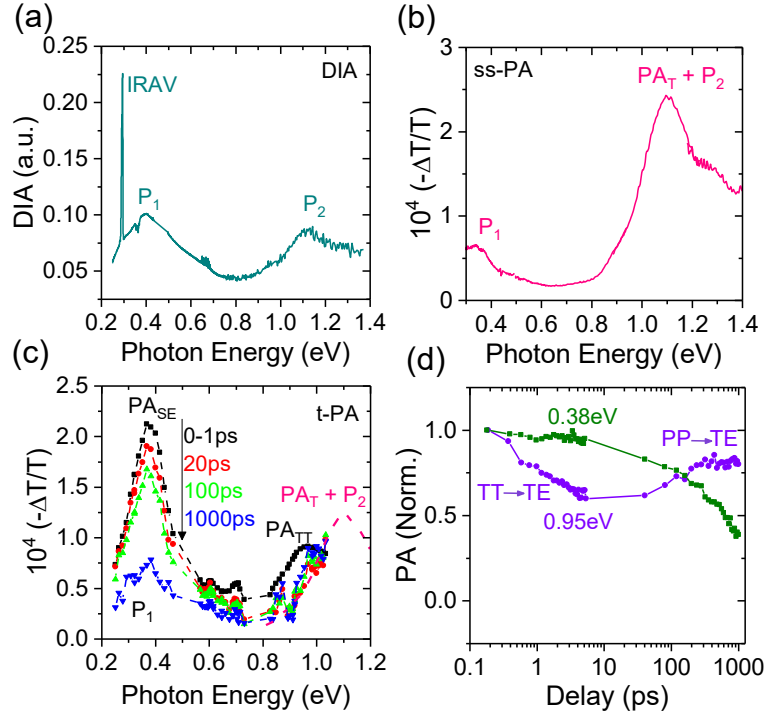 (a)
DIA
IRAV
P1
P2
DIA (a.u.)
0.25
0.20
0.15
0.10
0.05
0.2 0.4 0.6 0.8 1.0 1.2 1.4
Photon Energy (eV)
(b)
ss-PA
PAT + P2
P1
10^4 (-ΔT/T)
3
2
1
0
0.4 0.6 0.8 1.0 1.2 1.4
Photon Energy (eV)
(c)
t-PA
PASE
0-1ps
20ps
100ps
1000ps
PAT + P2
PATT
P1
10^4 (-ΔT/T)
2.5
2.0
1.5
1.0
0.5
0.0
0.2 0.4 0.6 0.8 1.0 1.2
Photon Energy (eV)
(d)
0.38eV
PP→TE
TT→TE
0.95eV
PA (Norm.)
1.0
0.5
0.0
0.1 1 10 100 1000
Delay (ps)